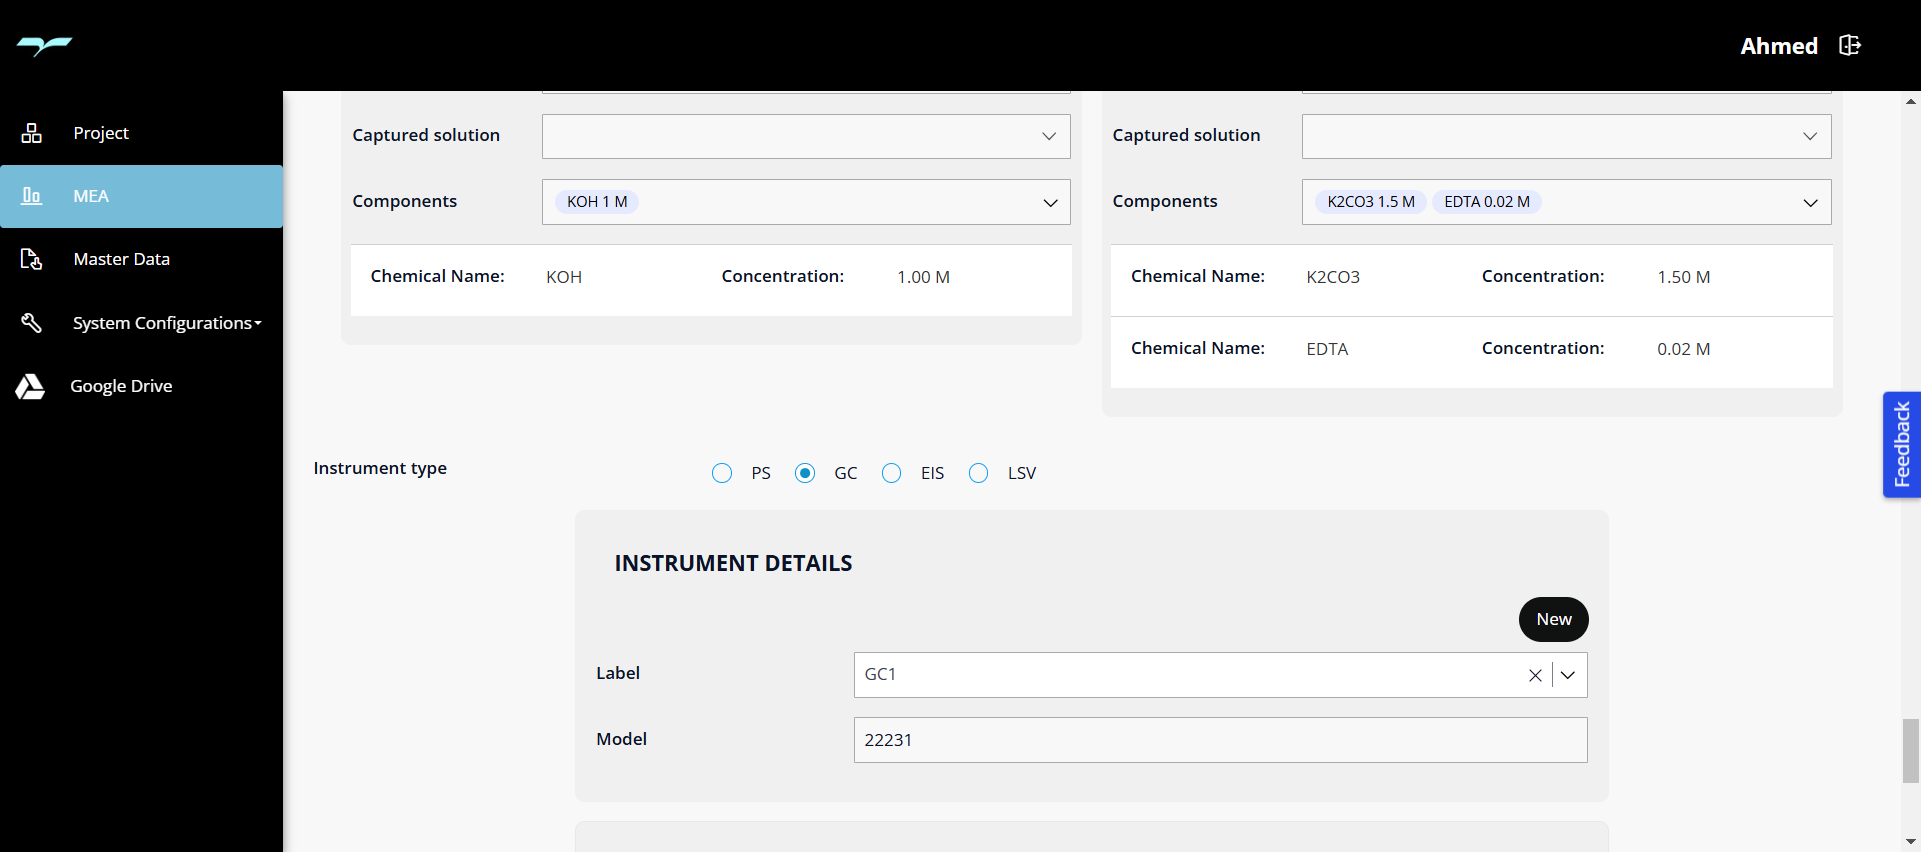 Ahmed
Project
MEA
Master Data
System Configurations
Google Drive
Captured solution
Components
KOH 1 M
Chemical Name: KOH Concentration: 1.00 M
Captured solution
Components
K2CO3 1.5 M EDTA 0.02 M
Chemical Name: K2CO3 Concentration: 1.50 M
Chemical Name: EDTA Concentration: 0.02 M
Feedback
Instrument type
PS GC EIS LSV
INSTRUMENT DETAILS
New
Label GC1
Model 22231